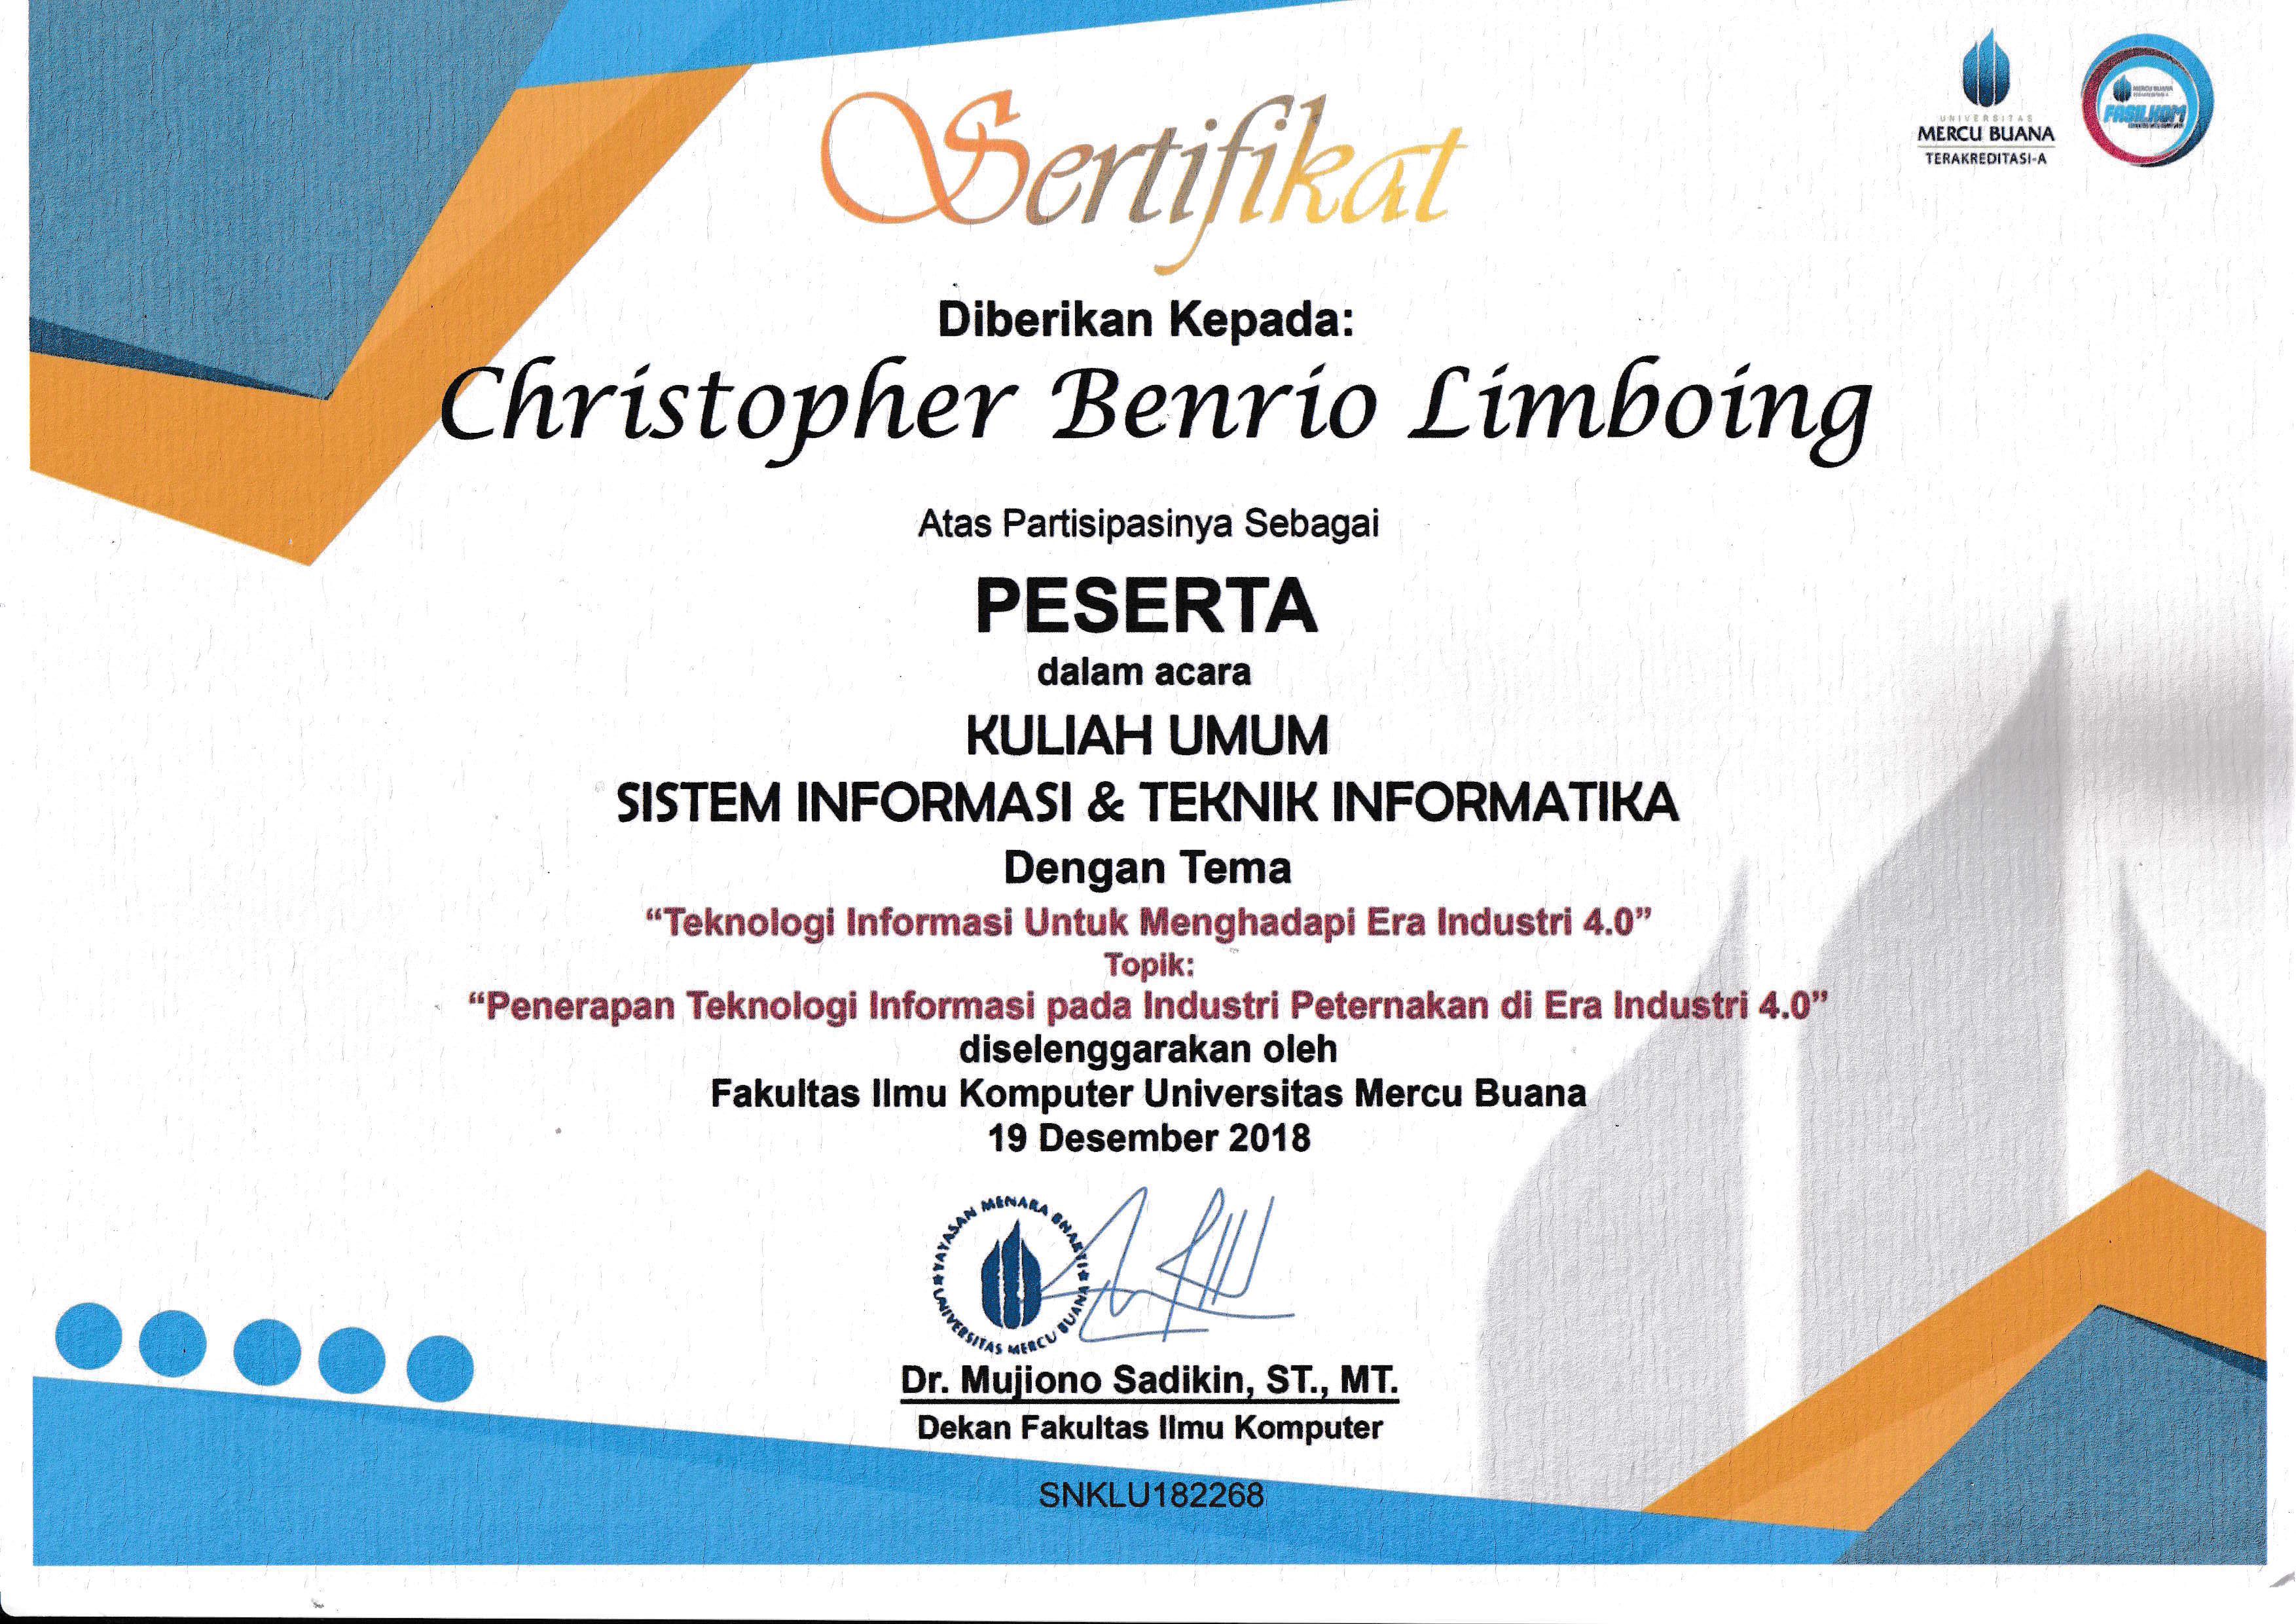 Sertifikat
UNIVERSITAS
MERCU BUANA
TERAKREDITASI-A
MERCU BUANA
FASILKOM
Diberikan Kepada:
Christopher Benrio Limboing
Atas Partisipasinya Sebagai
PESERTA
dalam acara
KULIAH UMUM
SISTEM INFORMASI & TEKNIK INFORMATIKA
Dengan Tema
“Teknologi Informasi Untuk Menghadapi Era Industri 4.0”
Topik:
“Penerapan Teknologi Informasi pada Industri Peternakan di Era Industri 4.0”
diselenggarakan oleh
Fakultas Ilmu Komputer Universitas Mercu Buana
19 Desember 2018
YAYASAN MENARA BHAKTI
UNIVERSITAS MERCU BUANA
Dr. Mujiono Sadikin, ST., MT.
Dekan Fakultas Ilmu Komputer
SNKLU182268